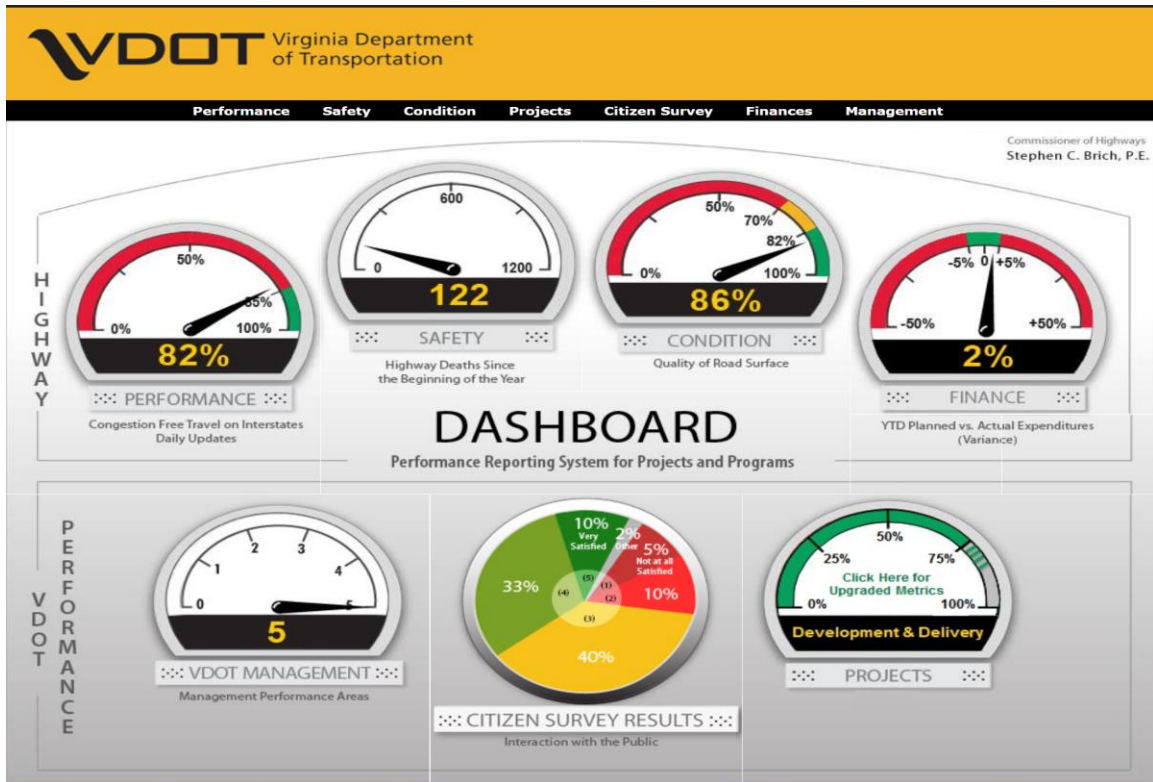 VDOT
Virginia Department
of Transportation
Performance Safety Condition Projects Citizen Survey Finances Management
Commissioner of Highways
Stephen C. Brich, P.E.
HIGHWAY
0%
50%
85%
100%
82%
PERFORMANCE
Congestion Free Travel on Interstates
Daily Updates
0
600
1200
122
SAFETY
Highway Deaths Since
the Beginning of the Year
0%
50%
70%
82%
100%
86%
CONDITION
Quality of Road Surface
-50%
-5%
0
+5%
+50%
2%
FINANCE
YTD Planned vs. Actual Expenditures
(Variance)
DASHBOARD
Performance Reporting System for Projects and Programs
VDOT
PERFORMANCE
0
1
2
3
4
5
5
VDOT MANAGEMENT
Management Performance Areas
10%
Very
Satisfied
2%
Other
5%
Not at all
Satisfied
33%
10%
40%
(5)
(1)
(4)
(2)
(3)
CITIZEN SURVEY RESULTS
Interaction with the Public
0%
25%
50%
75%
100%
Click Here for
Upgraded Metrics
Development & Delivery
PROJECTS